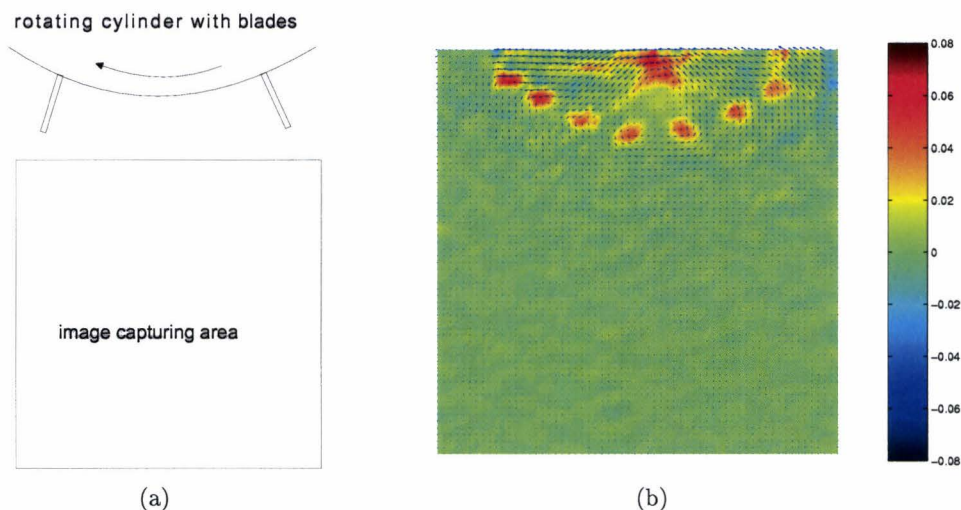 rotating cylinder with blades
image capturing area
(a)
0.08
0.06
0.04
0.02
0
-0.02
-0.04
-0.06
-0.08
(b)